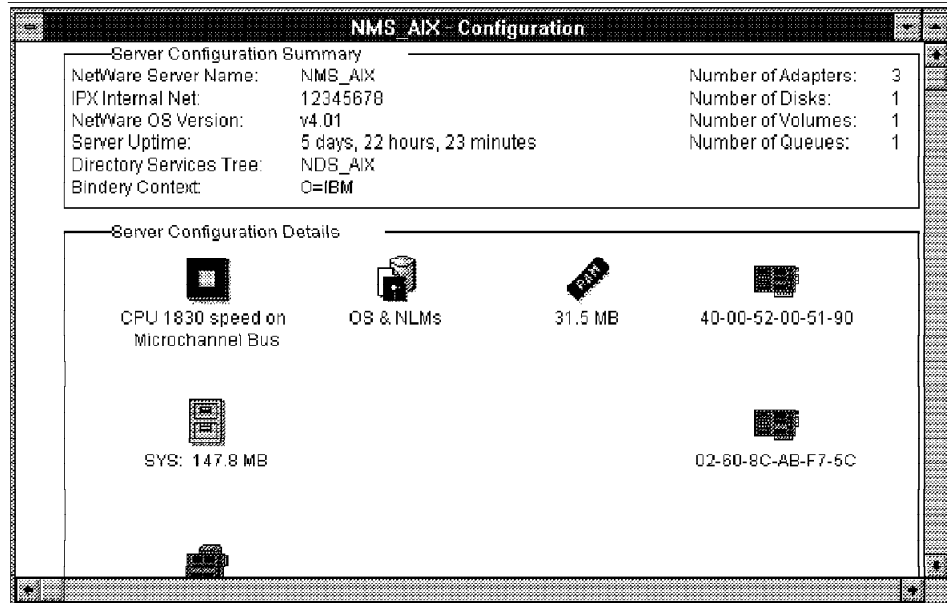 NMS_AIX - Configuration
Server Configuration Summary
NetWare Server Name: NMS_AIX Number of Adapters: 3
IPX Internal Net: 12345678 Number of Disks: 1
NetWare OS Version: v4.01 Number of Volumes: 1
Server Uptime: 5 days, 22 hours, 23 minutes Number of Queues: 1
Directory Services Tree: NDS_AIX
Bindery Context: O=IBM
Server Configuration Details
RAM
CPU 1830 speed on OS & NLMs 31.5 MB 40-00-52-00-51-90
Microchannel Bus
SYS: 147.8 MB 02-60-8C-AB-F7-5C